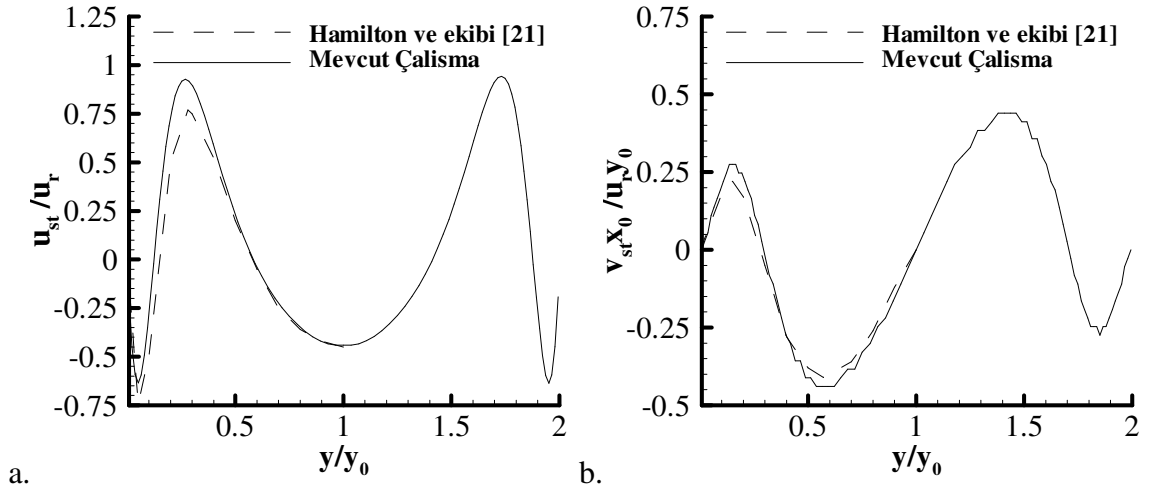 1.25
1
0.75
0.5
0.25
0
-0.25
-0.5
-0.75
0.5
1
1.5
2
u_st /u_r
y/y_0
Hamilton ve ekibi [21]
Mevcut Çalisma
a.
0.75
0.5
0.25
0
-0.25
-0.5
0.5
1
1.5
2
v_st x_0 /u_r y_0
y/y_0
Hamilton ve ekibi [21]
Mevcut Çalisma
b.